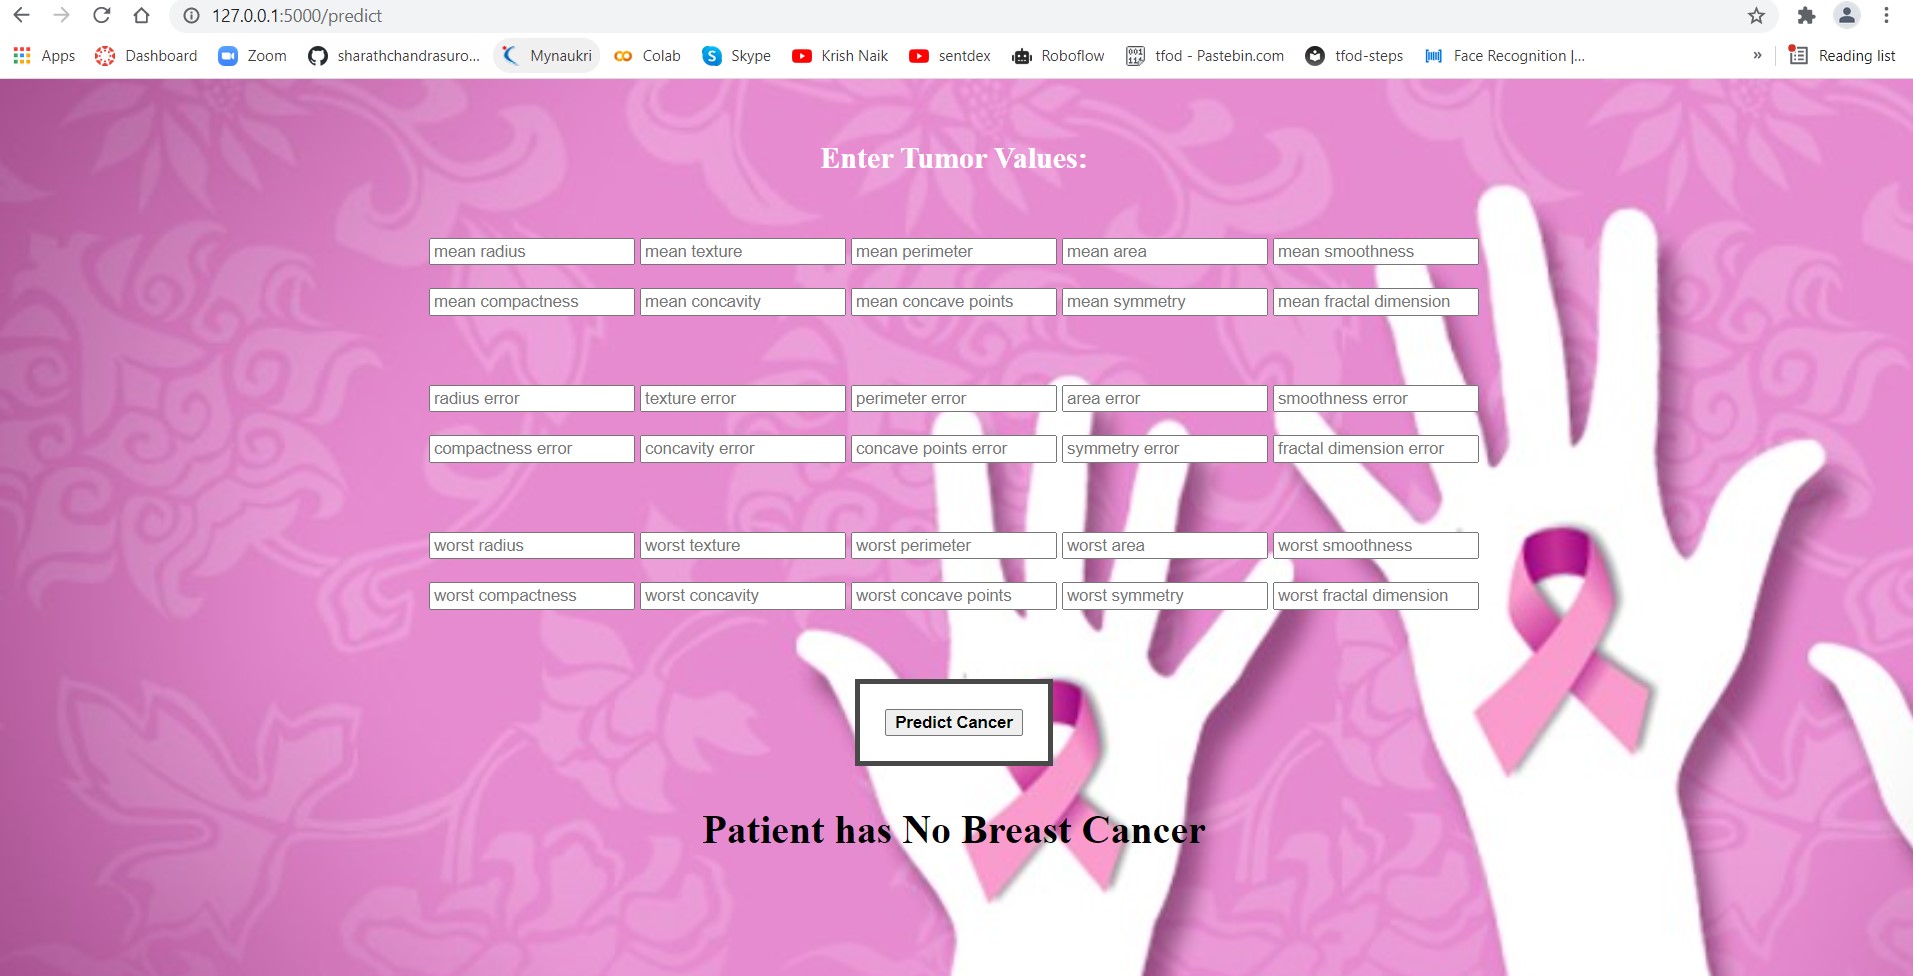 127.0.0.1:5000/predict
Apps Dashboard Zoom sharathchandrasuro... Mynaukri Colab Skype Krish Naik sentdex Roboflow tfod - Pastebin.com tfod-steps Face Recognition |... » Reading list
Enter Tumor Values:
mean radius mean texture mean perimeter mean area mean smoothness
mean compactness mean concavity mean concave points mean symmetry mean fractal dimension
radius error texture error perimeter error area error smoothness error
compactness error concavity error concave points error symmetry error fractal dimension error
worst radius worst texture worst perimeter worst area worst smoothness
worst compactness worst concavity worst concave points worst symmetry worst fractal dimension
Predict Cancer
Patient has No Breast Cancer